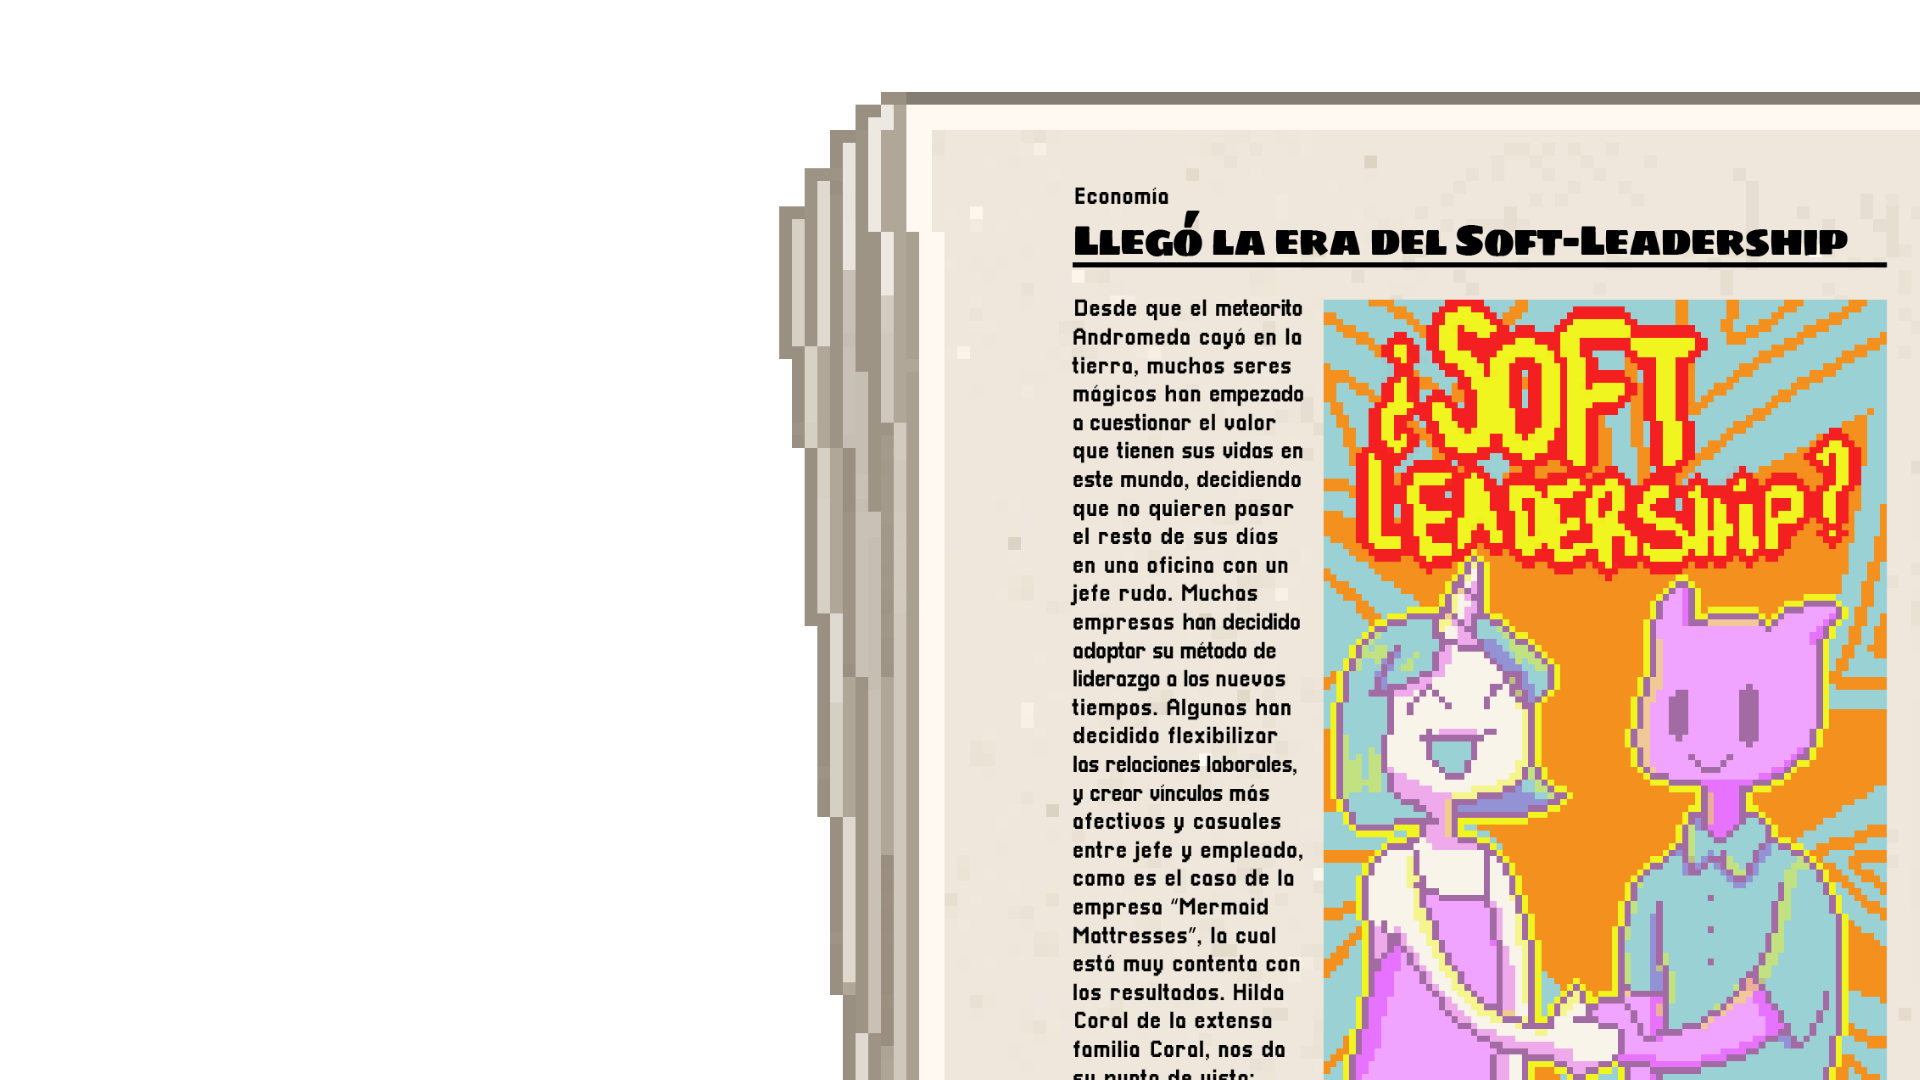 Economía
Llegó la era del Soft-Leadership
Desde que el meteorito
Andromeda cayó en la
tierra, muchos seres
mágicos han empezado
a cuestionar el valor
que tienen sus vidas en
este mundo, decidiendo
que no quieren pasar
el resto de sus días
en una oficina con un
jefe rudo. Muchas
empresas han decidido
adoptar su método de
liderazgo a los nuevos
tiempos. Algunas han
decidido flexibilizar
las relaciones laborales,
y crear vínculos más
afectivos y casuales
entre jefe y empleado,
como es el caso de la
empresa “Mermaid
Mattresses”, la cual
está muy contenta con
los resultados. Hilda
Coral de la extensa
familia Coral, nos da
su punto de vista:
¿SOFT
LEADERSHIP?